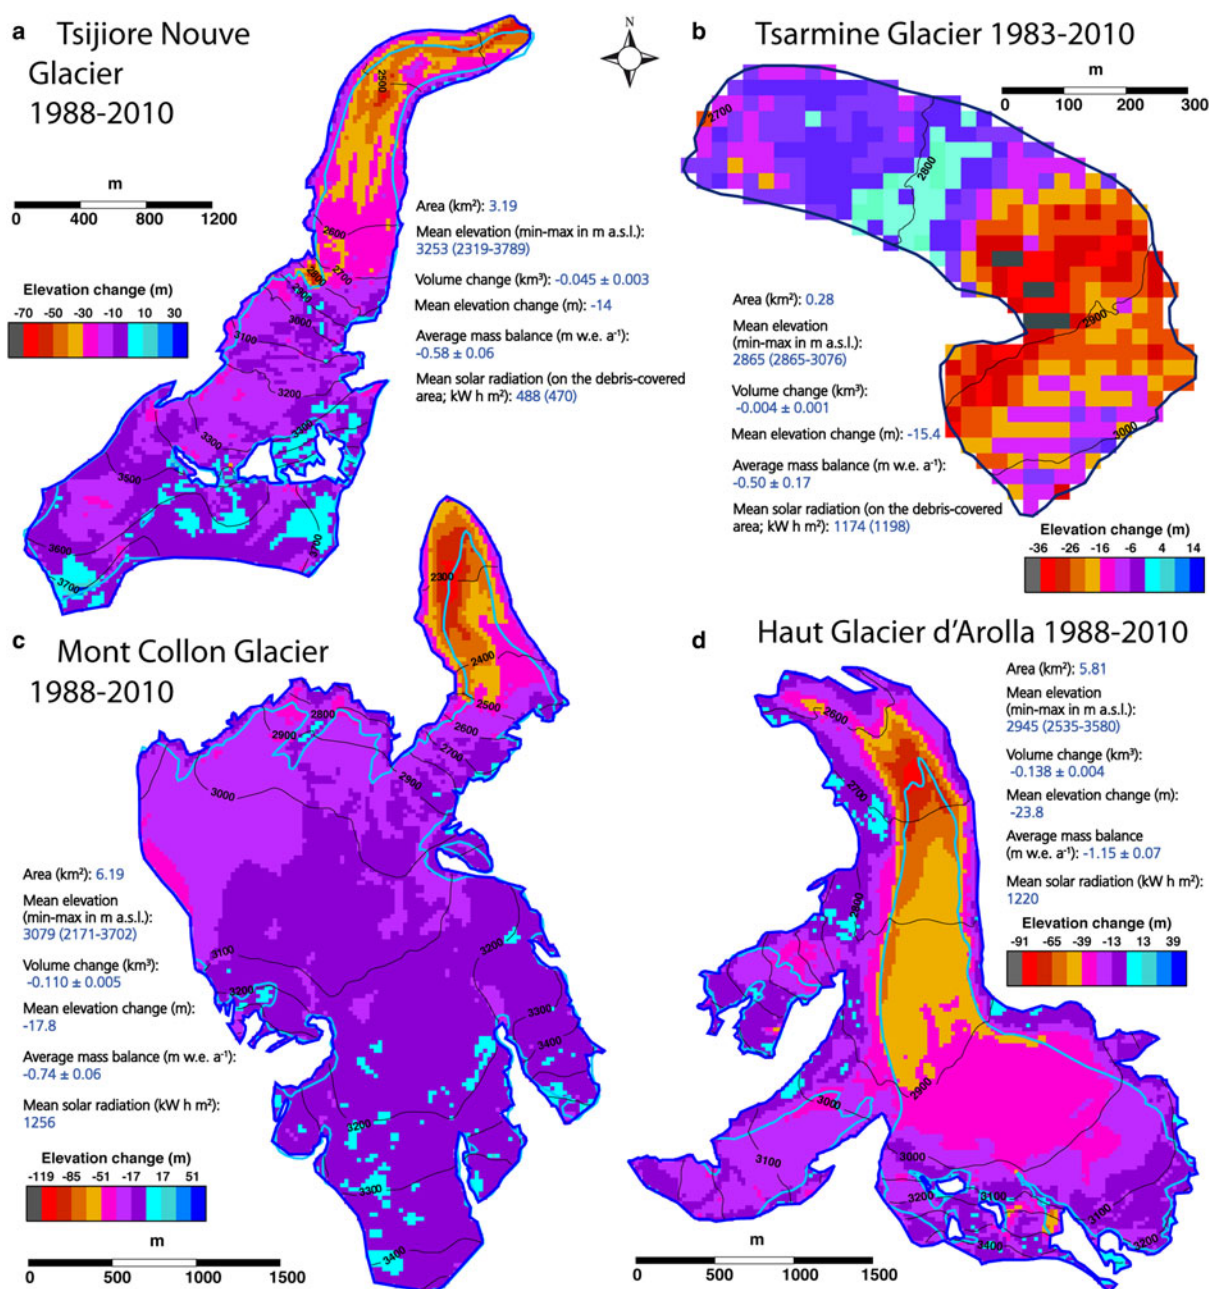 a Tsijiore Nouve
Glacier
1988-2010
m
0 400 800 1200
Elevation change (m)
-70 -50 -30 -10 10 30
Area (km²): 3.19
Mean elevation (min-max in m a.s.l.):
3253 (2319-3789)
Volume change (km³): -0.045 ± 0.003
Mean elevation change (m): -14
Average mass balance (m w.e. a⁻¹):
-0.58 ± 0.06
Mean solar radiation (on the debris-covered
area; kW h m²): 488 (470)
2500
2600
2700
2800
2900
3000
3100
3200
3300
3300
3500
3600
3700
3700
N
b Tsarmine Glacier 1983-2010
m
0 100 200 300
2700
2800
2900
3000
Area (km²): 0.28
Mean elevation
(min-max in m a.s.l.):
2865 (2865-3076)
Volume change (km³):
-0.004 ± 0.001
Mean elevation change (m): -15.4
Average mass balance (m w.e. a⁻¹):
-0.50 ± 0.17
Mean solar radiation (on the debris-covered
area; kW h m²): 1174 (1198)
Elevation change (m)
-36 -26 -16 -6 4 14
c Mont Collon Glacier
1988-2010
2300
2400
2500
2600
2700
2800
2900
2900
3000
3100
3200
3200
3300
3400
3200
3300
3400
Area (km²): 6.19
Mean elevation
(min-max in m a.s.l.):
3079 (2171-3702)
Volume change (km³):
-0.110 ± 0.005
Mean elevation change (m):
-17.8
Average mass balance (m w.e. a⁻¹):
-0.74 ± 0.06
Mean solar radiation (kW h m²):
1256
Elevation change (m)
-119 -85 -51 -17 17 51
m
0 500 1000 1500
d Haut Glacier d'Arolla 1988-2010
Area (km²): 5.81
Mean elevation
(min-max in m a.s.l.):
2945 (2535-3580)
Volume change (km³):
-0.138 ± 0.004
Mean elevation change (m):
-23.8
Average mass balance
(m w.e. a⁻¹): -1.15 ± 0.07
Mean solar radiation (kW h m²):
1220
Elevation change (m)
-91 -65 -39 -13 13 39
2600
2700
2800
2900
3000
3100
3000
3200
3100
3100
3200
3400
m
0 500 1000 1500